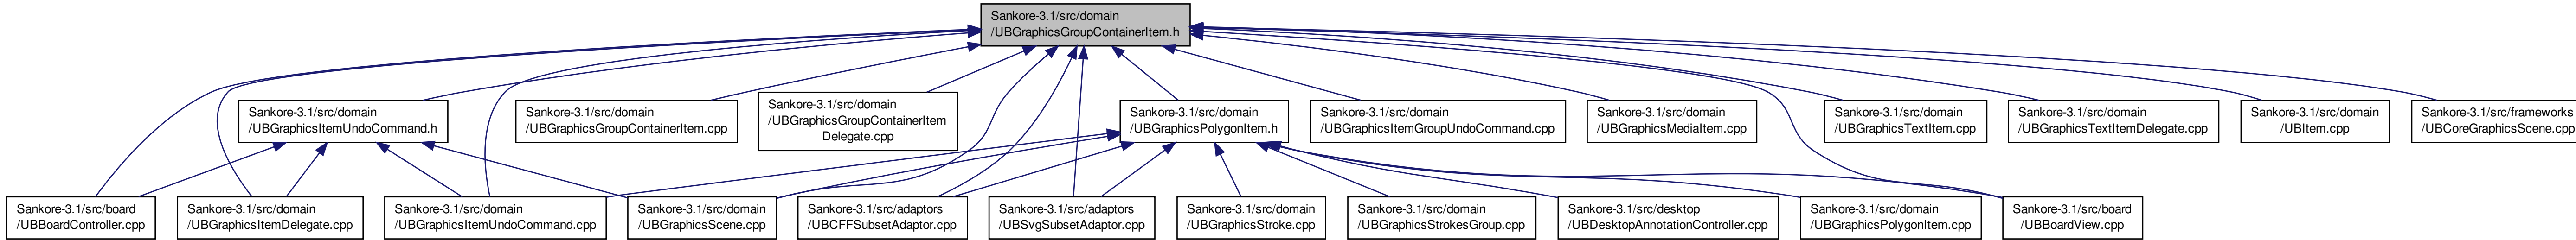 Sankore-3.1/src/domain
/UBGraphicsGroupContainerItem.h
Sankore-3.1/src/domain
/UBGraphicsItemUndoCommand.h
Sankore-3.1/src/domain
/UBGraphicsGroupContainerItem.cpp
Sankore-3.1/src/domain
/UBGraphicsGroupContainerItem
Delegate.cpp
Sankore-3.1/src/domain
/UBGraphicsPolygonItem.h
Sankore-3.1/src/domain
/UBGraphicsItemGroupUndoCommand.cpp
Sankore-3.1/src/domain
/UBGraphicsMediaItem.cpp
Sankore-3.1/src/domain
/UBGraphicsTextItem.cpp
Sankore-3.1/src/domain
/UBGraphicsTextItemDelegate.cpp
Sankore-3.1/src/domain
/UBItem.cpp
Sankore-3.1/src/frameworks
/UBCoreGraphicsScene.cpp
Sankore-3.1/src/board
/UBBoardController.cpp
Sankore-3.1/src/domain
/UBGraphicsItemDelegate.cpp
Sankore-3.1/src/domain
/UBGraphicsItemUndoCommand.cpp
Sankore-3.1/src/domain
/UBGraphicsScene.cpp
Sankore-3.1/src/adaptors
/UBCFFSubsetAdaptor.cpp
Sankore-3.1/src/adaptors
/UBSvgSubsetAdaptor.cpp
Sankore-3.1/src/domain
/UBGraphicsStroke.cpp
Sankore-3.1/src/domain
/UBGraphicsStrokesGroup.cpp
Sankore-3.1/src/desktop
/UBDesktopAnnotationController.cpp
Sankore-3.1/src/domain
/UBGraphicsPolygonItem.cpp
Sankore-3.1/src/board
/UBBoardView.cpp